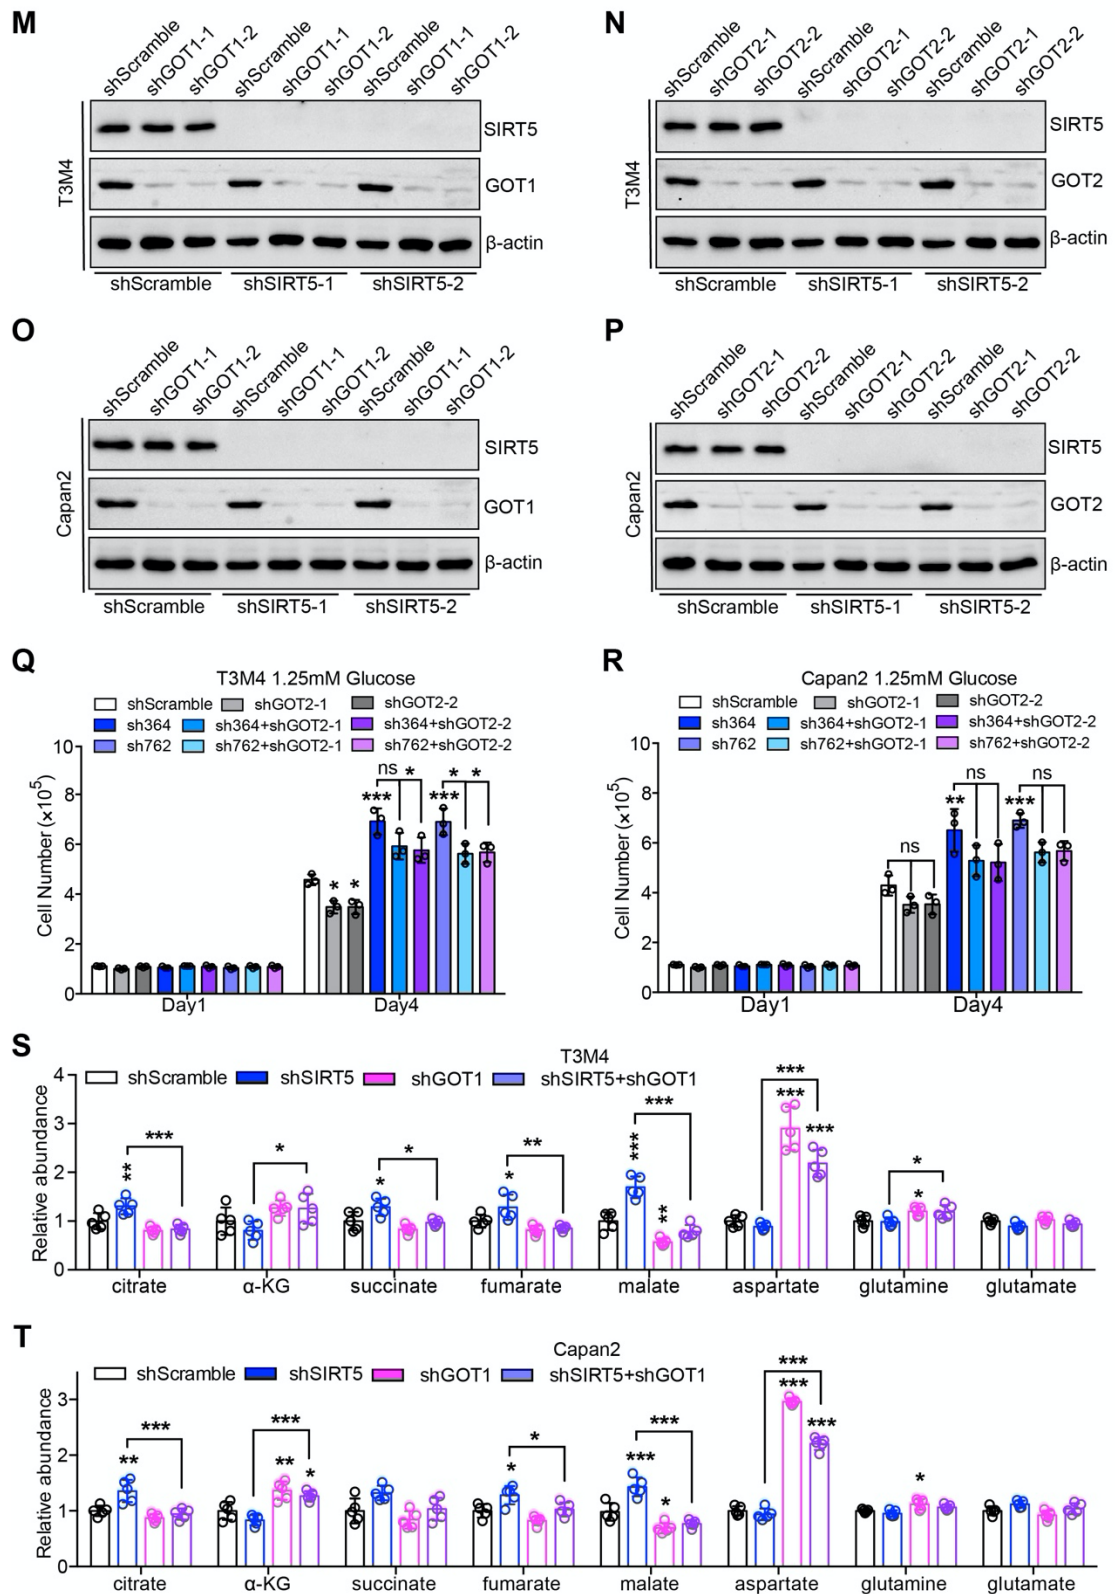 M
shScramble shGOT1-1 shGOT1-2 shScramble shGOT1-1 shGOT1-2 shScramble shGOT1-1 shGOT1-2
T3M4
SIRT5
GOT1
β-actin
shScramble shSIRT5-1 shSIRT5-2
N
shScramble shGOT2-1 shGOT2-2 shScramble shGOT2-1 shGOT2-2 shScramble shGOT2-1 shGOT2-2
T3M4
SIRT5
GOT2
β-actin
shScramble shSIRT5-1 shSIRT5-2
O
shScramble shGOT1-1 shGOT1-2 shScramble shGOT1-1 shGOT1-2 shScramble shGOT1-1 shGOT1-2
Capan2
SIRT5
GOT1
β-actin
shScramble shSIRT5-1 shSIRT5-2
P
shScramble shGOT2-1 shGOT2-2 shScramble shGOT2-1 shGOT2-2 shScramble shGOT2-1 shGOT2-2
Capan2
SIRT5
GOT2
β-actin
shScramble shSIRT5-1 shSIRT5-2
Q
T3M4 1.25mM Glucose
shScramble shGOT2-1 shGOT2-2
sh364 sh364+shGOT2-1 sh364+shGOT2-2
sh762 sh762+shGOT2-1 sh762+shGOT2-2
Cell Number (×10⁵)
10
8
6
4
2
0
ns * * *
*** ***
* *
Day1 Day4
R
Capan2 1.25mM Glucose
shScramble shGOT2-1 shGOT2-2
sh364 sh364+shGOT2-1 sh364+shGOT2-2
sh762 sh762+shGOT2-1 sh762+shGOT2-2
Cell Number (×10⁵)
10
8
6
4
2
0
ns ns
** ***
ns
Day1 Day4
S
T3M4
shScramble shSIRT5 shGOT1 shSIRT5+shGOT1
Relative abundance
4
3
2
1
0
*** * * ** *** *** *
** * * *** ** *** *** *
citrate α-KG succinate fumarate malate aspartate glutamine glutamate
T
Capan2
shScramble shSIRT5 shGOT1 shSIRT5+shGOT1
Relative abundance
3
2
1
0
*** *** * *** ***
** ** * * *** * *** *** *
citrate α-KG succinate fumarate malate aspartate glutamine glutamate